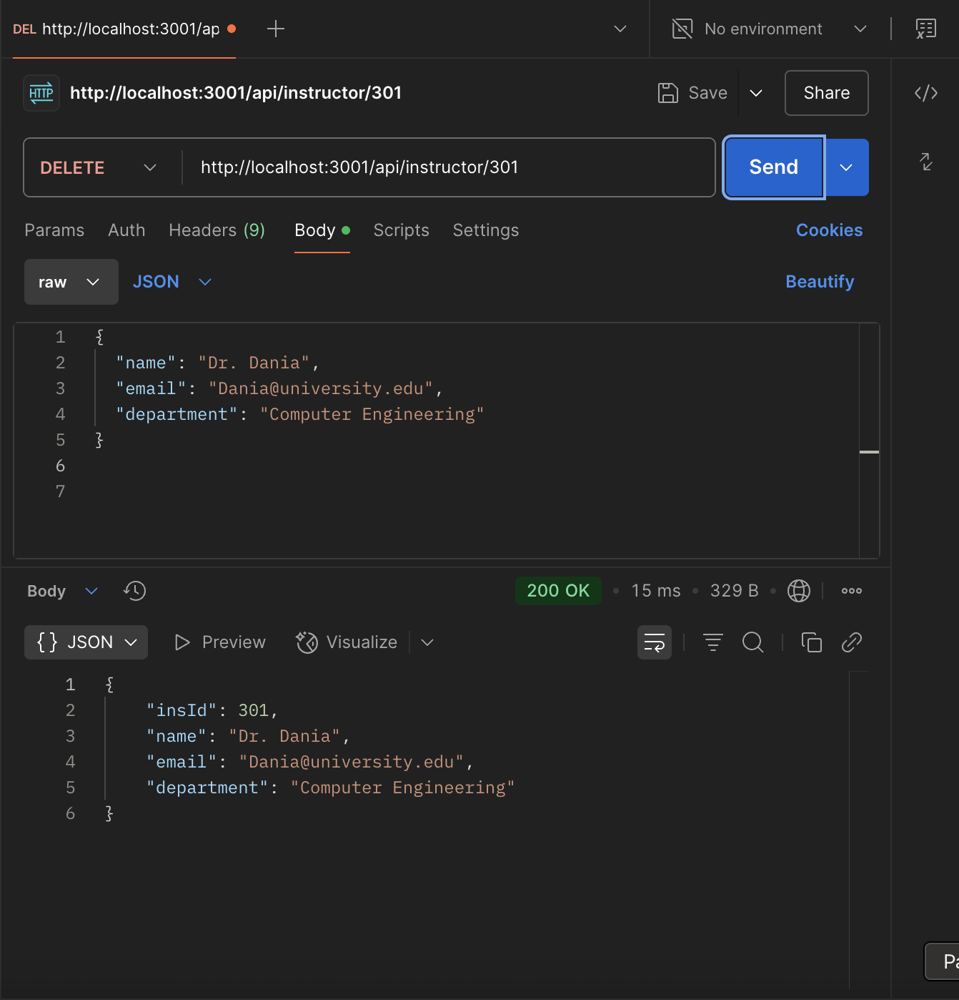 DEL http://localhost:3001/ap
No environment
HTTP http://localhost:3001/api/instructor/301
Save
Share
DELETE
http://localhost:3001/api/instructor/301
Send
Params Auth Headers (9) Body Scripts Settings Cookies
raw JSON Beautify
1 {
2 "name": "Dr. Dania",
3 "email": "Dania@university.edu",
4 "department": "Computer Engineering"
5 }
6
7
Body 200 OK • 15 ms • 329 B •
{} JSON Preview Visualize
1 {
2 "insId": 301,
3 "name": "Dr. Dania",
4 "email": "Dania@university.edu",
5 "department": "Computer Engineering"
6 }